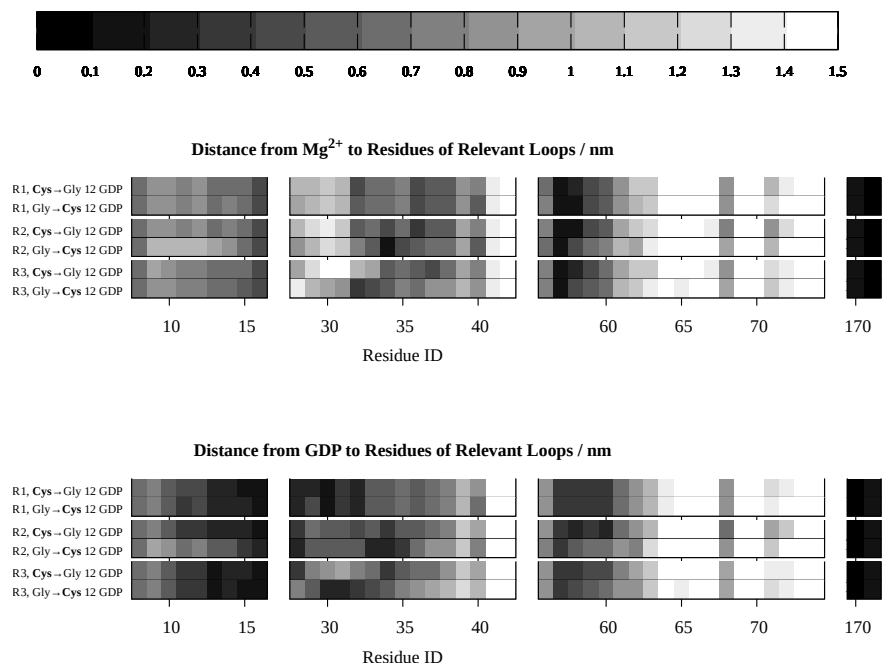 0 0.1 0.2 0.3 0.4 0.5 0.6 0.7 0.8 0.9 1 1.1 1.2 1.3 1.4 1.5
Distance from Mg2+ to Residues of Relevant Loops / nm
R1, Cys→Gly 12 GDP
R1, Gly→Cys 12 GDP
R2, Cys→Gly 12 GDP
R2, Gly→Cys 12 GDP
R3, Cys→Gly 12 GDP
R3, Gly→Cys 12 GDP
10 15 30 35 40 60 65 70 170
Residue ID
Distance from GDP to Residues of Relevant Loops / nm
R1, Cys→Gly 12 GDP
R1, Gly→Cys 12 GDP
R2, Cys→Gly 12 GDP
R2, Gly→Cys 12 GDP
R3, Cys→Gly 12 GDP
R3, Gly→Cys 12 GDP
10 15 30 35 40 60 65 70 170
Residue ID